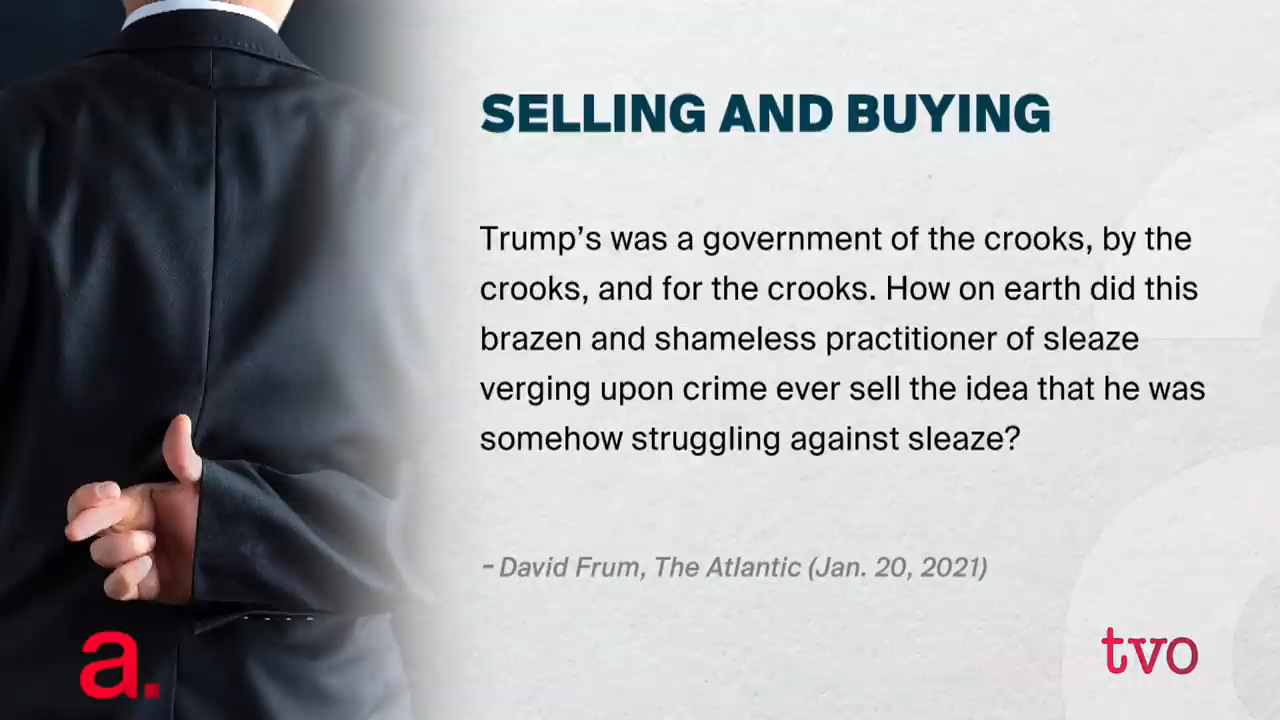 SELLING AND BUYING
Trump’s was a government of the crooks, by the
crooks, and for the crooks. How on earth did this
brazen and shameless practitioner of sleaze
verging upon crime ever sell the idea that he was
somehow struggling against sleaze?
– David Frum, The Atlantic (Jan. 20, 2021)
a.
tvo